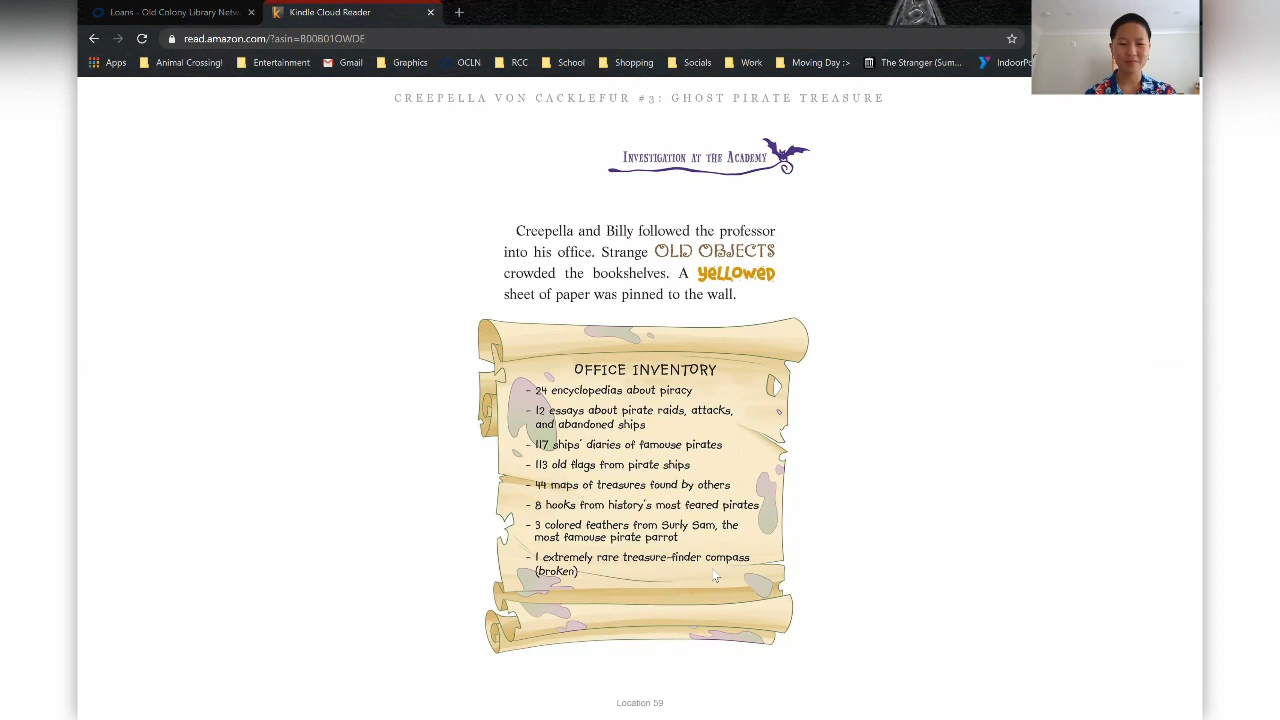 Loans - Old Colony Library Netw
Kindle Cloud Reader
read.amazon.com/?asin=B00B01OWDE
Apps
Animal Crossing!
Entertainment
Gmail
Graphics
OCLN
RCC
School
Shopping
Socials
Work
Moving Day :>
The Stranger (Sum...
IndoorPo
CREEPELLA VON CACKLEFUR #3: GHOST PIRATE TREASURE
Investigation at the Academy
Creepella and Billy followed the professor
into his office. Strange OLD OBJECTS
crowded the bookshelves. A yellowed
sheet of paper was pinned to the wall.
OFFICE INVENTORY
- 24 encyclopedias about piracy
- 12 essays about pirate raids, attacks,
and abandoned ships
- 117 ships' diaries of famouse pirates
- 113 old flags from pirate ships
- 44 maps of treasures found by others
- 8 hooks from history's most feared pirates
- 3 colored feathers from Surly Sam, the
most famouse pirate parrot
- 1 extremely rare treasure-finder compass
(broken)
Location 59